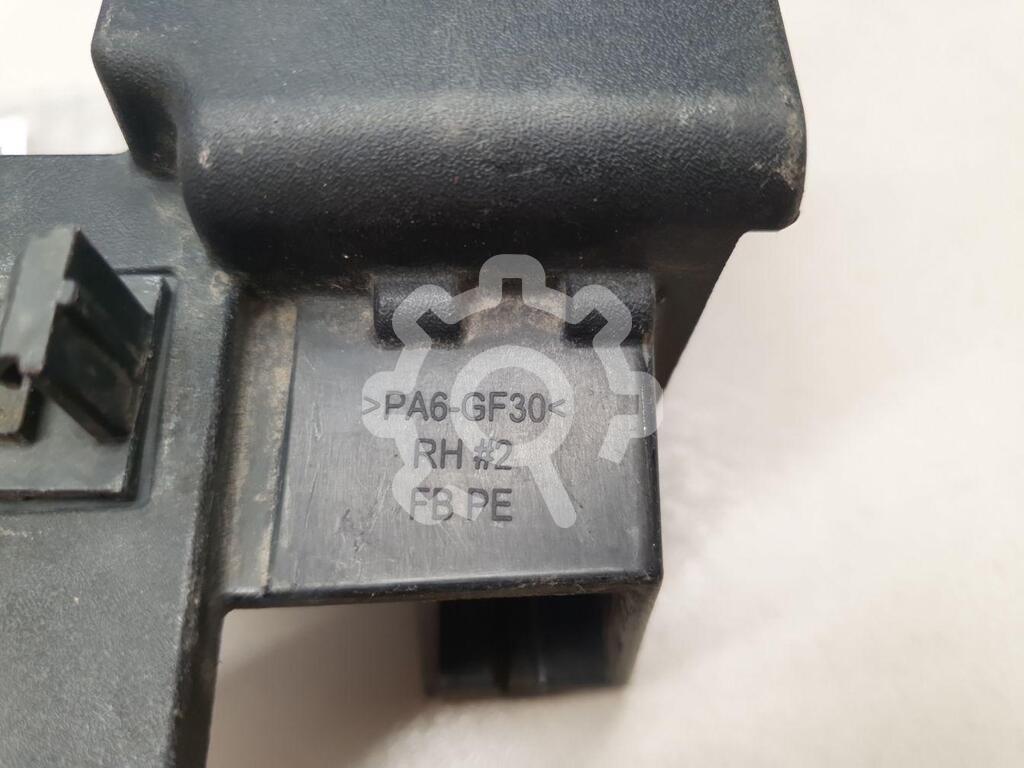 >PA6-GF30<
RH #2
FB PE